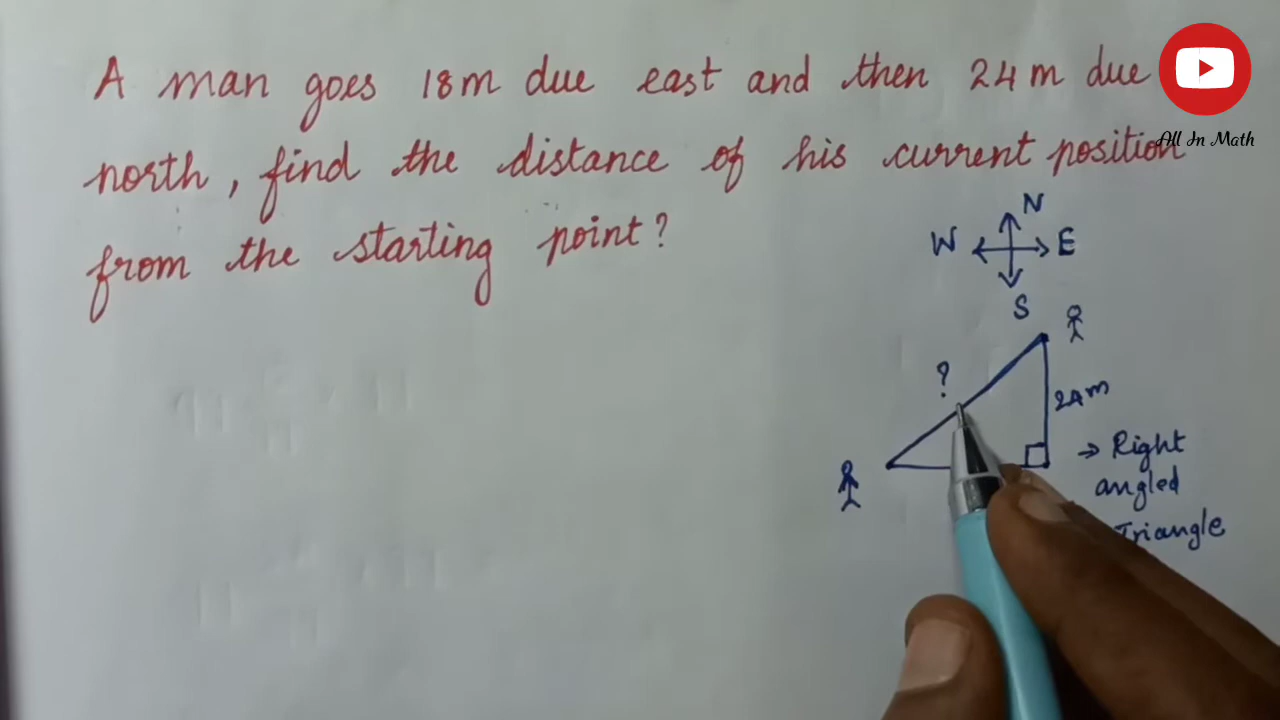 A man goes 18m due east and then 24m due
north, find the distance of his current position
from the starting point?
All In Math
N
W E
S
?
24m
→ Right
angled
Triangle